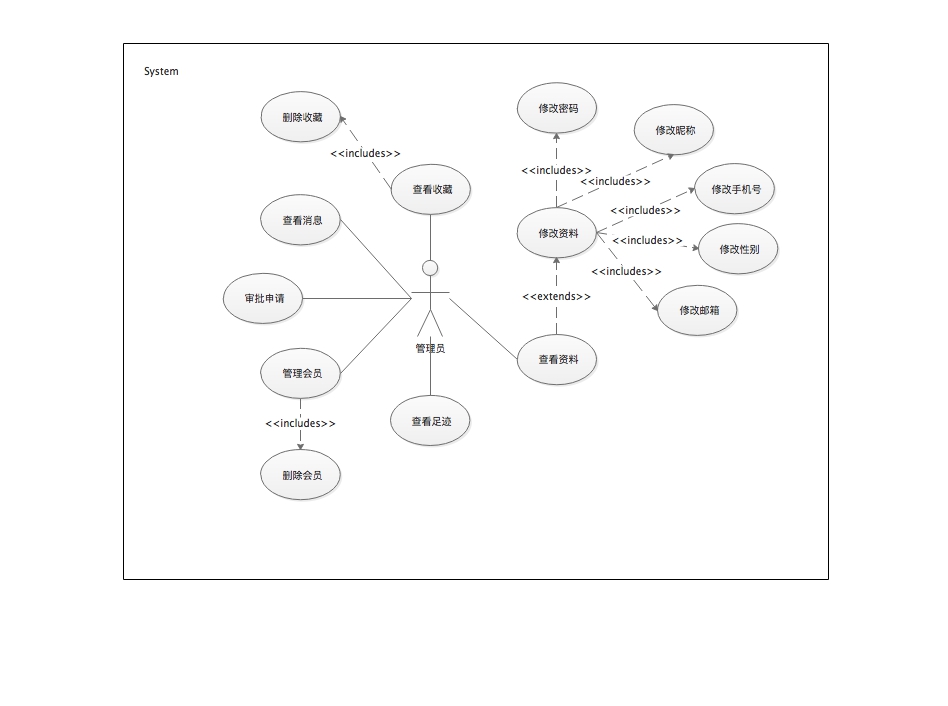 System
修改密码
删除收藏
修改昵称
<<includes>>
<<includes>>
<<includes>>
查看收藏
修改手机号
<<includes>>
查看消息
修改资料
<<includes>>
修改性别
<<includes>>
审批申请
<<extends>>
修改邮箱
管理员
查看资料
管理会员
<<includes>>
查看足迹
删除会员